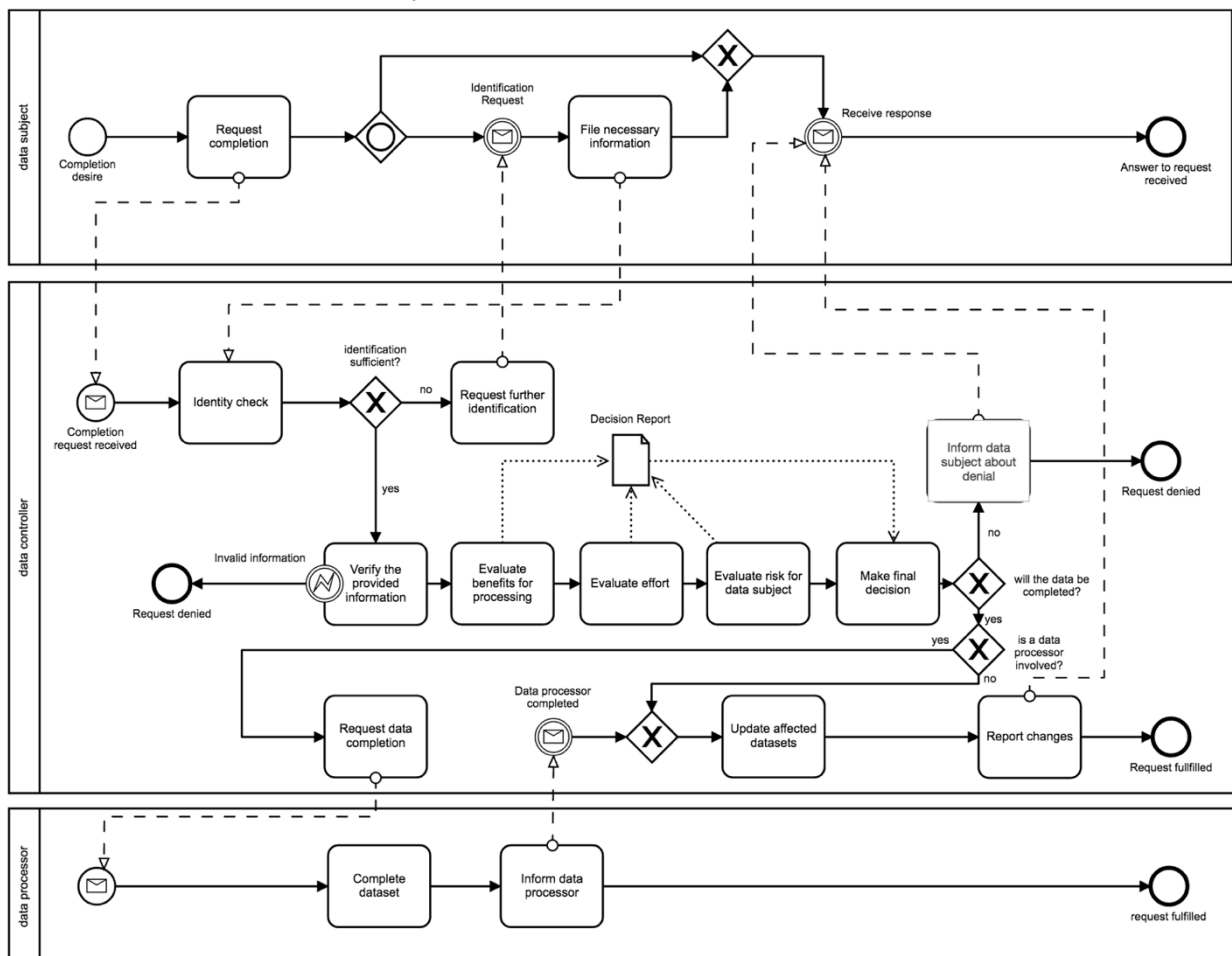 data subject
Completion
desire
Request
completion
Identification
Request
File necessary
information
X
Receive response
Answer to request
received
data controller
Completion
request received
Identity check
identification
sufficient?
X
no
yes
Request further
identification
Decision Report
Inform data
subject about
denial
Request denied
no
Invalid information
Request denied
Verify the
provided
information
Evaluate
benefits for
processing
Evaluate effort
Evaluate risk for
data subject
Make final
decision
X
will the data be
completed?
yes
yes
X
is a data
processor
involved?
no
Request data
completion
Data processor
completed
X
Update affected
datasets
Report changes
Request fullfilled
data processor
Complete
dataset
Inform data
processor
request fulfilled